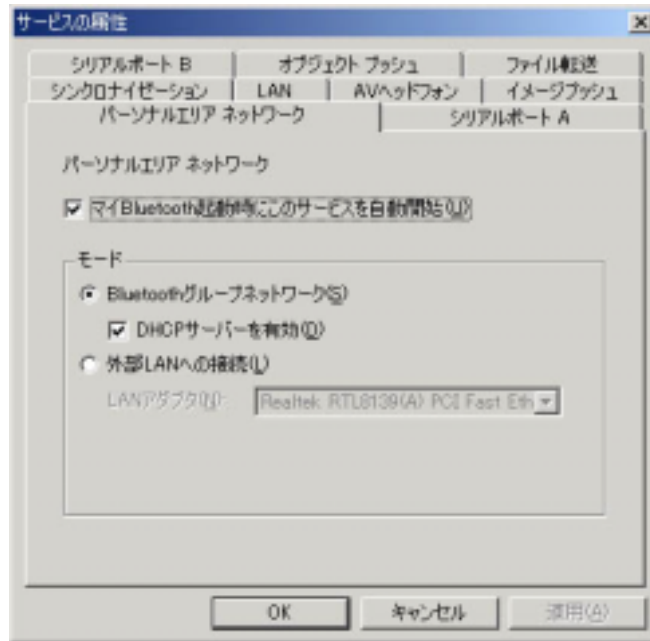 サービスの属性
シリアルポート B
オブジェクト プッシュ
ファイル転送
シンクロナイゼーション
LAN
AVヘッドフォン
イメージプッシュ
パーソナルエリア ネットワーク
シリアルポート A
パーソナルエリア ネットワーク
マイBluetooth起動時にこのサービスを自動開始(U)
モード
Bluetoothグループネットワーク(S)
DHCPサーバーを有効(D)
外部LANへの接続(L)
LANアダプタ(N):
Realtek RTL8139(A) PCI Fast Eth
OK
キャンセル
適用(A)